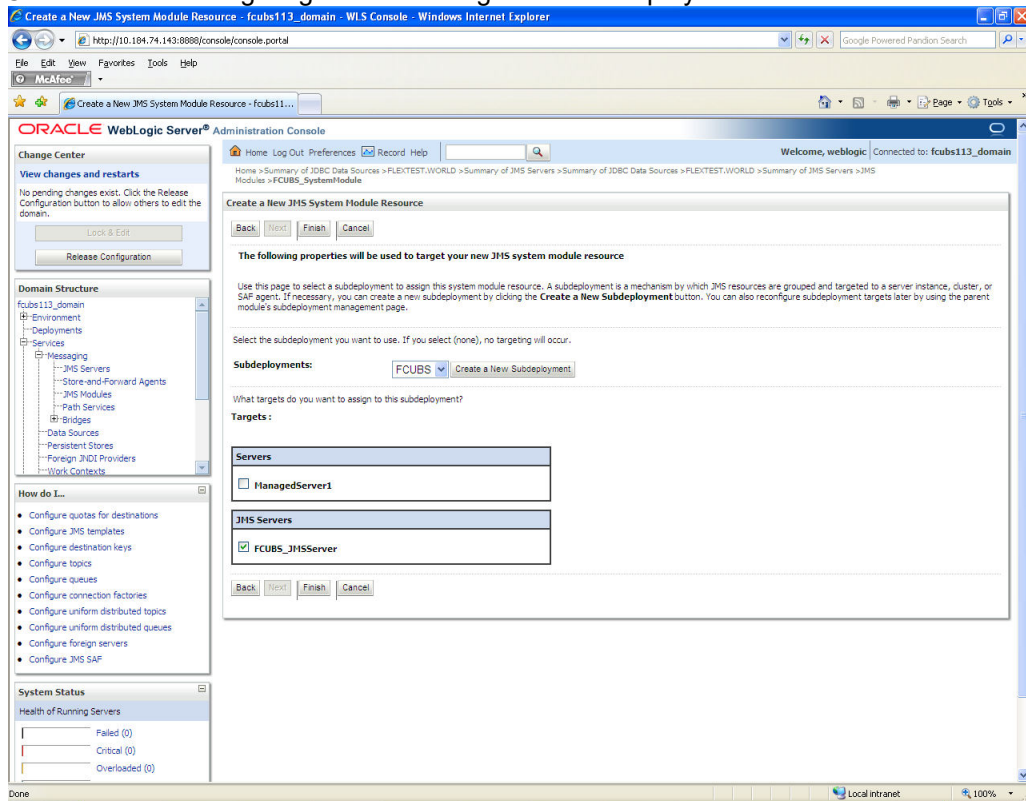 Create a New JMS System Module Resource - fcubs113_domain - WLS Console - Windows Internet Explorer
http://10.184.74.143:8888/console/console.portal
Google Powered Pandion Search
File Edit View Favorites Tools Help
McAfee
Create a New JMS System Module Resource - fcubs11...
Page Tools
ORACLE WebLogic Server® Administration Console
Change Center
View changes and restarts
No pending changes exist. Click the Release
Configuration button to allow others to edit the
domain.
Lock & Edit
Release Configuration
Domain Structure
fcubs113_domain
Environment
Deployments
Services
Messaging
JMS Servers
Store-and-Forward Agents
JMS Modules
Path Services
Bridges
Data Sources
Persistent Stores
Foreign JNDI Providers
Work Contexts
How do I...
Configure quotas for destinations
Configure JMS templates
Configure destination keys
Configure topics
Configure queues
Configure connection factories
Configure uniform distributed topics
Configure uniform distributed queues
Configure foreign servers
Configure JMS SAF
System Status
Health of Running Servers
Failed (0)
Critical (0)
Overloaded (0)
Home Log Out Preferences Record Help
Welcome, weblogic Connected to: fcubs113_domain
Home >Summary of JDBC Data Sources >FLEXTEST.WORLD >Summary of JMS Servers >Summary of JDBC Data Sources >FLEXTEST.WORLD >Summary of JMS Servers >JMS
Modules >FCUBS_SystemModule
Create a New JMS System Module Resource
Back Next Finish Cancel
The following properties will be used to target your new JMS system module resource
Use this page to select a subdeployment to assign this system module resource. A subdeployment is a mechanism by which JMS resources are grouped and targeted to a server instance, cluster, or
SAF agent. If necessary, you can create a new subdeployment by clicking the Create a New Subdeployment button. You can also reconfigure subdeployment targets later by using the parent
module's subdeployment management page.
Select the subdeployment you want to use. If you select (none), no targeting will occur.
Subdeployments: FCUBS Create a New Subdeployment
What targets do you want to assign to this subdeployment?
Targets :
Servers
ManagedServer1
JMS Servers
FCUBS_JMSServer
Back Next Finish Cancel
Done
Local intranet
100%